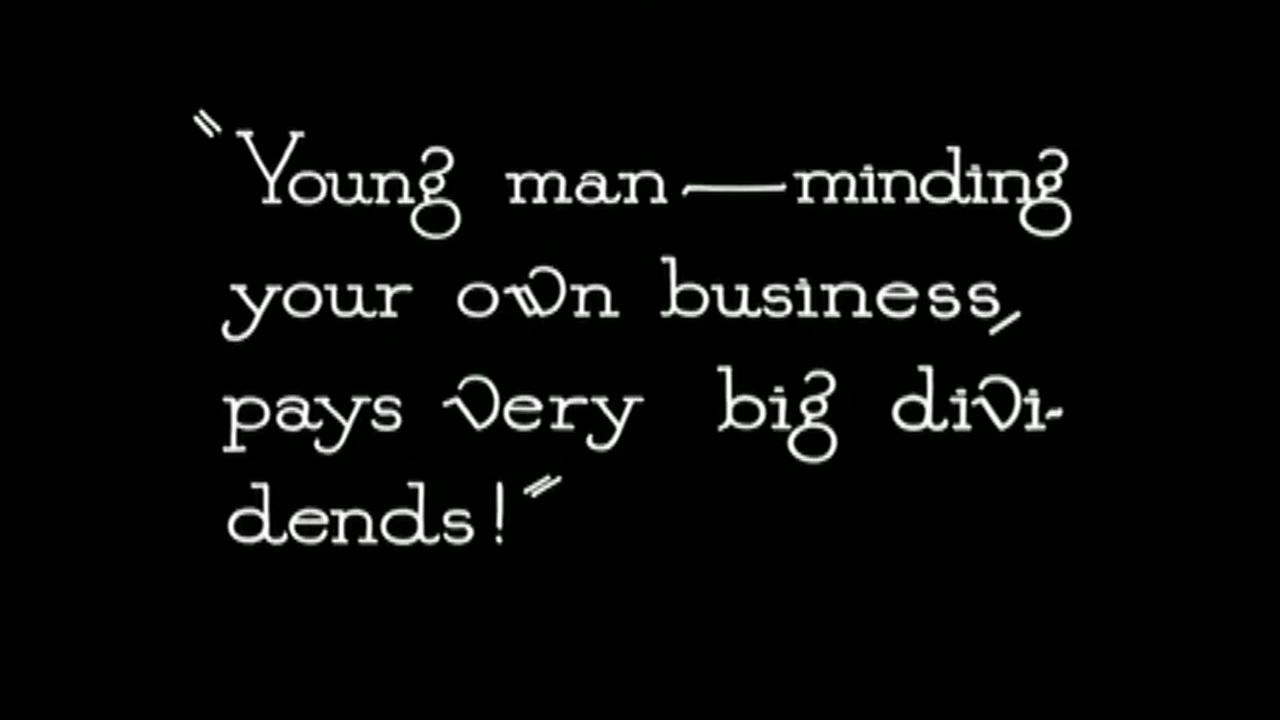 "Young man—minding
your own business,
pays very big divi-
dends!"